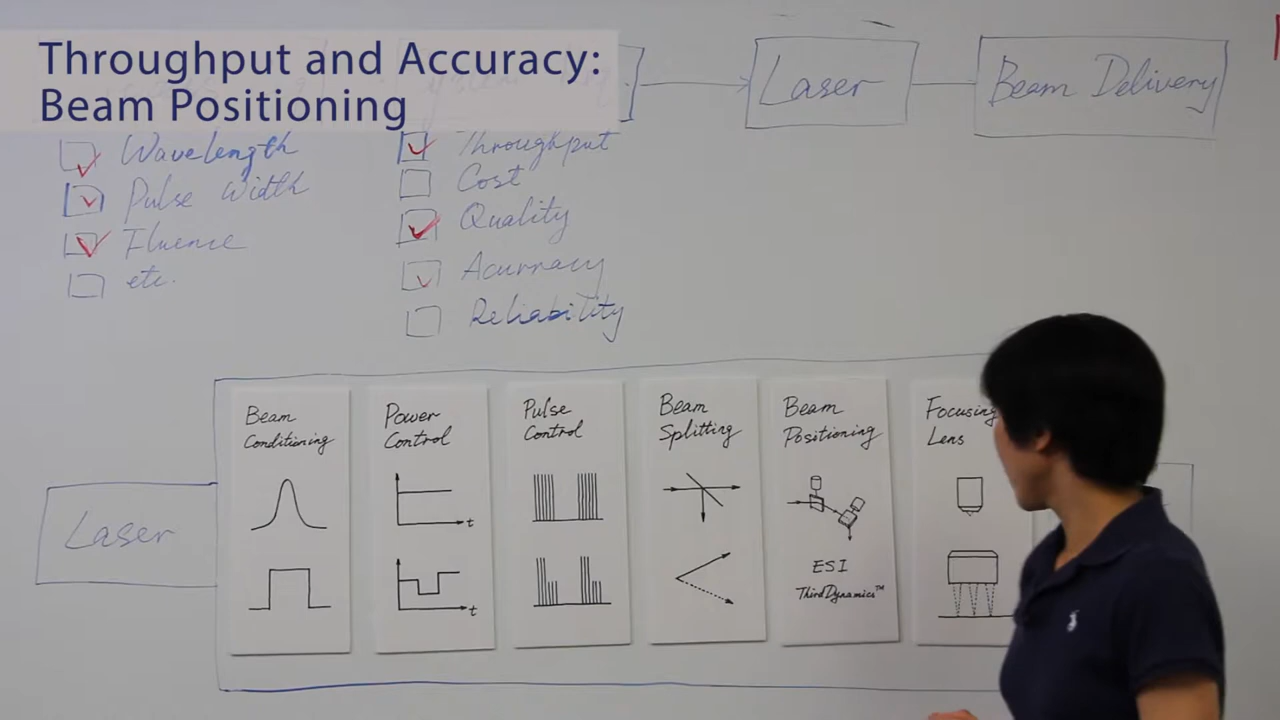 Throughput and Accuracy:
Beam Positioning
Laser
Beam Delivery
Wavelength
Pulse Width
Fluence
etc.
Throughput
Cost
Quality
Acurracy
Reliability
Laser
Beam
Conditioning
Power
Control
t
t
Pulse
Control
Beam
Splitting
Beam
Positioning
ESI
ThirdDynamics™
Focusing
Lens